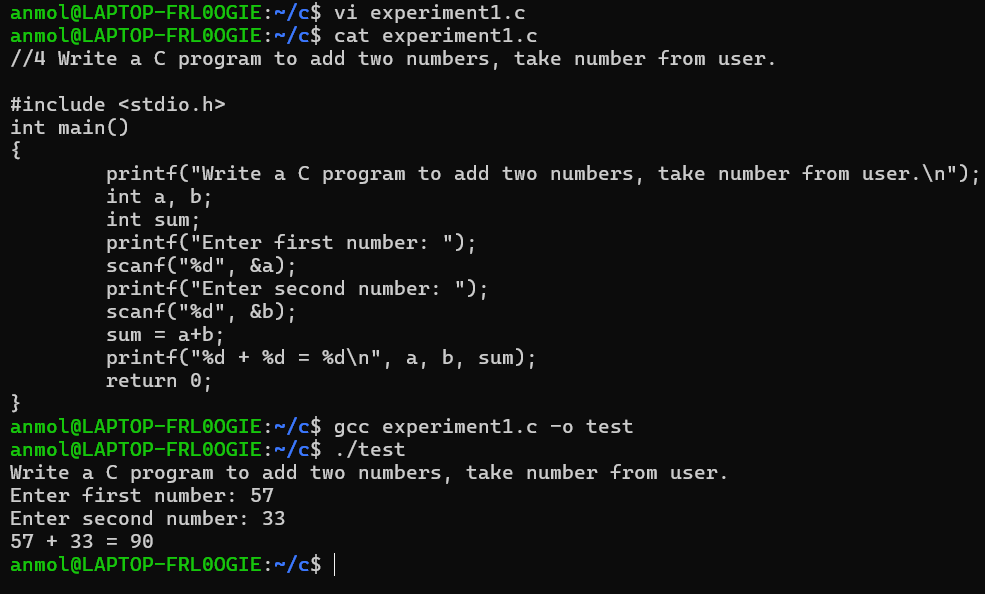 anmol@LAPTOP-FRL0OGIE:~/c$ vi experiment1.c
anmol@LAPTOP-FRL0OGIE:~/c$ cat experiment1.c
//4 Write a C program to add two numbers, take number from user.

#include <stdio.h>
int main()
{
        printf("Write a C program to add two numbers, take number from user.\n");
        int a, b;
        int sum;
        printf("Enter first number: ");
        scanf("%d", &a);
        printf("Enter second number: ");
        scanf("%d", &b);
        sum = a+b;
        printf("%d + %d = %d\n", a, b, sum);
        return 0;
}
anmol@LAPTOP-FRL0OGIE:~/c$ gcc experiment1.c -o test
anmol@LAPTOP-FRL0OGIE:~/c$ ./test
Write a C program to add two numbers, take number from user.
Enter first number: 57
Enter second number: 33
57 + 33 = 90
anmol@LAPTOP-FRL0OGIE:~/c$